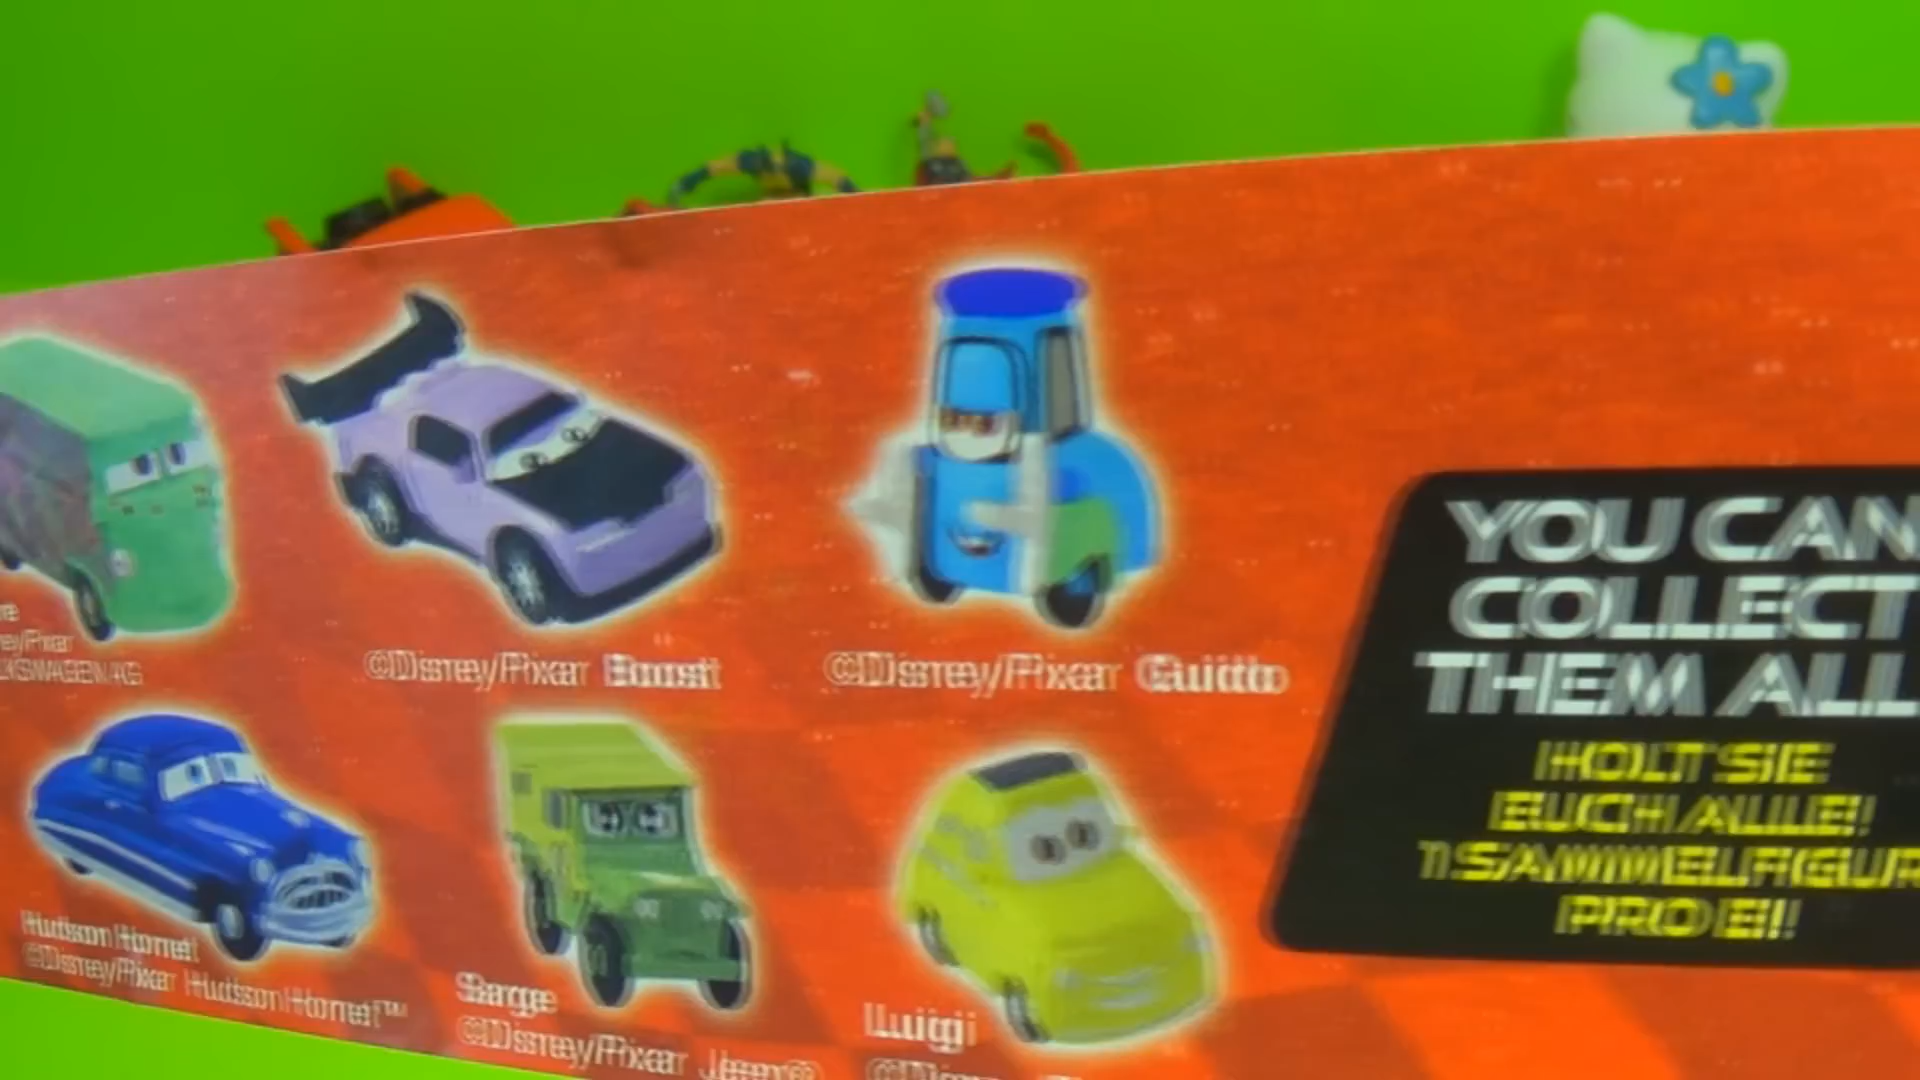 ©Disney/Pixar Boost
©Disney/Pixar Guido
YOU CAN
COLLECT
THEM ALL
HOLT SIE
EUCH ALLE!
1 SAMMELFIGUR
PRO EI!
Hudson Hornet
©Disney/Pixar Hudson Hornet™
Sarge
©Disney/Pixar Jeep®
Luigi